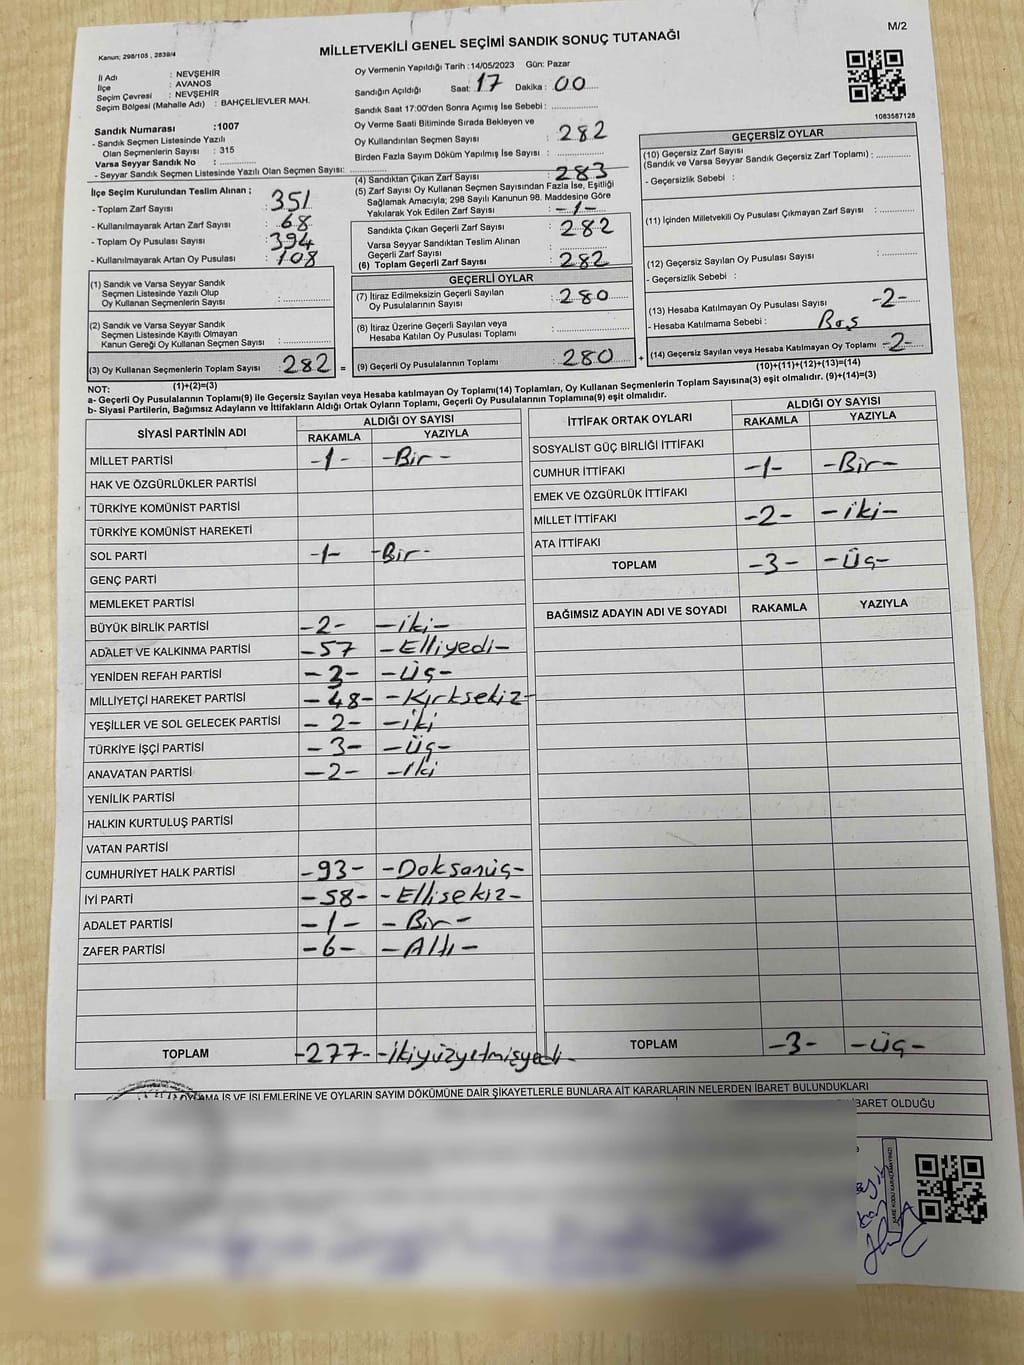 M/2
Kanun; 298/105 , 2839/4
MİLLETVEKİLİ GENEL SEÇİMİ SANDIK SONUÇ TUTANAĞI
İl Adı : NEVŞEHİR
İlçe : AVANOS
Seçim Çevresi : NEVŞEHİR
Seçim Bölgesi (Mahalle Adı) : BAHÇELİEVLER MAH.
Oy Vermenin Yapıldığı Tarih :14/05/2023 Gün: Pazar
Sandığın Açıldığı Saat: 17 Dakika : 00
Sandık Saat 17:00'den Sonra Açımış İse Sebebi :
Oy Verme Saati Bitiminde Sırada Bekleyen ve
Oy Kullandırılan Seçmen Sayısı : 282
Birden Fazla Sayım Döküm Yapılmış İse Sayısı :
1083587128
Sandık Numarası :1007
- Sandık Seçmen Listesinde Yazılı
Olan Seçmenlerin Sayısı : 315
Varsa Seyyar Sandık No :
- Seyyar Sandık Seçmen Listesinde Yazılı Olan Seçmen Sayısı:
İlçe Seçim Kurulundan Teslim Alınan ;
- Toplam Zarf Sayısı : 351
- Kullanılmayarak Artan Zarf Sayısı : 68
- Toplam Oy Pusulası Sayısı : 394
- Kullanılmayarak Artan Oy Pusulası : 108
(1) Sandık ve Varsa Seyyar Sandık
Seçmen Listesinde Yazılı Olup
Oy Kullanan Seçmenlerin Sayısı :
(2) Sandık ve Varsa Seyyar Sandık
Seçmen Listesinde Kayıtlı Olmayan
Kanun Gereği Oy Kullanan Seçmen Sayısı :
(3) Oy Kullanan Seçmenlerin Toplam Sayısı : 282 =
(4) Sandıktan Çıkan Zarf Sayısı : 283
(5) Zarf Sayısı Oy Kullanan Seçmen Sayısından Fazla İse, Eşitliği
Sağlamak Amacıyla; 298 Sayılı Kanunun 98. Maddesine Göre
Yakılarak Yok Edilen Zarf Sayısı : -1-
Sandıkta Çıkan Geçerli Zarf Sayısı : 282
Varsa Seyyar Sandıktan Teslim Alınan
Geçerli Zarf Sayısı :
(6) Toplam Geçerli Zarf Sayısı : 282
GEÇERLİ OYLAR
(7) İtiraz Edilmeksizin Geçerli Sayılan
Oy Pusulalarının Sayısı : 280
(8) İtiraz Üzerine Geçerli Sayılan veya
Hesaba Katılan Oy Pusulası Toplamı :
(9) Geçerli Oy Pusulalarının Toplamı : 280 +
GEÇERSİZ OYLAR
(10) Geçersiz Zarf Sayısı
(Sandık ve Varsa Seyyar Sandık Geçersiz Zarf Toplamı) :
- Geçersizlik Sebebi :
(11) İçinden Milletvekili Oy Pusulası Çıkmayan Zarf Sayısı :
(12) Geçersiz Sayılan Oy Pusulası Sayısı :
- Geçersizlik Sebebi :
(13) Hesaba Katılmayan Oy Pusulası Sayısı : -2-
- Hesaba Katılmama Sebebi : Boş
(14) Geçersiz Sayılan veya Hesaba Katılmayan Oy Toplamı : -2-
(10)+(11)+(12)+(13)=(14)
NOT: (1)+(2)=(3)
a- Geçerli Oy Pusulalarının Toplamı(9) ile Geçersiz Sayılan veya Hesaba katılmayan Oy Toplamı(14) Toplamları, Oy Kullanan Seçmenlerin Toplam Sayısına(3) eşit olmalıdır. (9)+(14)=(3)
b- Siyasi Partilerin, Bağımsız Adayların ve İttifakların Aldığı Ortak Oyların Toplamı, Geçerli Oy Pusulalarının Toplamına(9) eşit olmalıdır.
SİYASİ PARTİNİN ADI ALDIĞI OY SAYISI
RAKAMLA YAZIYLA
MİLLET PARTİSİ -1- -Bir-
HAK VE ÖZGÜRLÜKLER PARTİSİ
TÜRKİYE KOMÜNİST PARTİSİ
TÜRKİYE KOMÜNİST HAREKETİ
SOL PARTİ -1- -Bir-
GENÇ PARTİ
MEMLEKET PARTİSİ
BÜYÜK BİRLİK PARTİSİ -2- -iki-
ADALET VE KALKINMA PARTİSİ -57 -Elliyedi-
YENİDEN REFAH PARTİSİ -3- -Üç-
MİLLİYETÇİ HAREKET PARTİSİ -48- -Kırksekiz-
YEŞİLLER VE SOL GELECEK PARTİSİ -2- -iki
TÜRKİYE İŞÇİ PARTİSİ -3- -Üç-
ANAVATAN PARTİSİ -2- -iki
YENİLİK PARTİSİ
HALKIN KURTULUŞ PARTİSİ
VATAN PARTİSİ
CUMHURİYET HALK PARTİSİ -93- -Doksanüç-
İYİ PARTİ -58- -Ellisekiz-
ADALET PARTİSİ -1- -Bir-
ZAFER PARTİSİ -6- -Altı-
TOPLAM -277- -ikiyüzyetmişyedi-
İTTİFAK ORTAK OYLARI ALDIĞI OY SAYISI
RAKAMLA YAZIYLA
SOSYALİST GÜÇ BİRLİĞİ İTTİFAKI
CUMHUR İTTİFAKI -1- -Bir-
EMEK VE ÖZGÜRLÜK İTTİFAKI
MİLLET İTTİFAKI -2- -iki-
ATA İTTİFAKI
TOPLAM -3- -Üç-
BAĞIMSIZ ADAYIN ADI VE SOYADI RAKAMLA YAZIYLA
TOPLAM -3- -Üç-
OYLAMA İŞ VE İŞLEMLERİNE VE OYLARIN SAYIM DÖKÜMÜNE DAİR ŞİKAYETLERLE BUNLARA AİT KARARLARIN NELERDEN İBARET BULUNDUKLARI
İBARET OLDUĞU
KARE KODU KARALAMAYINIZ!